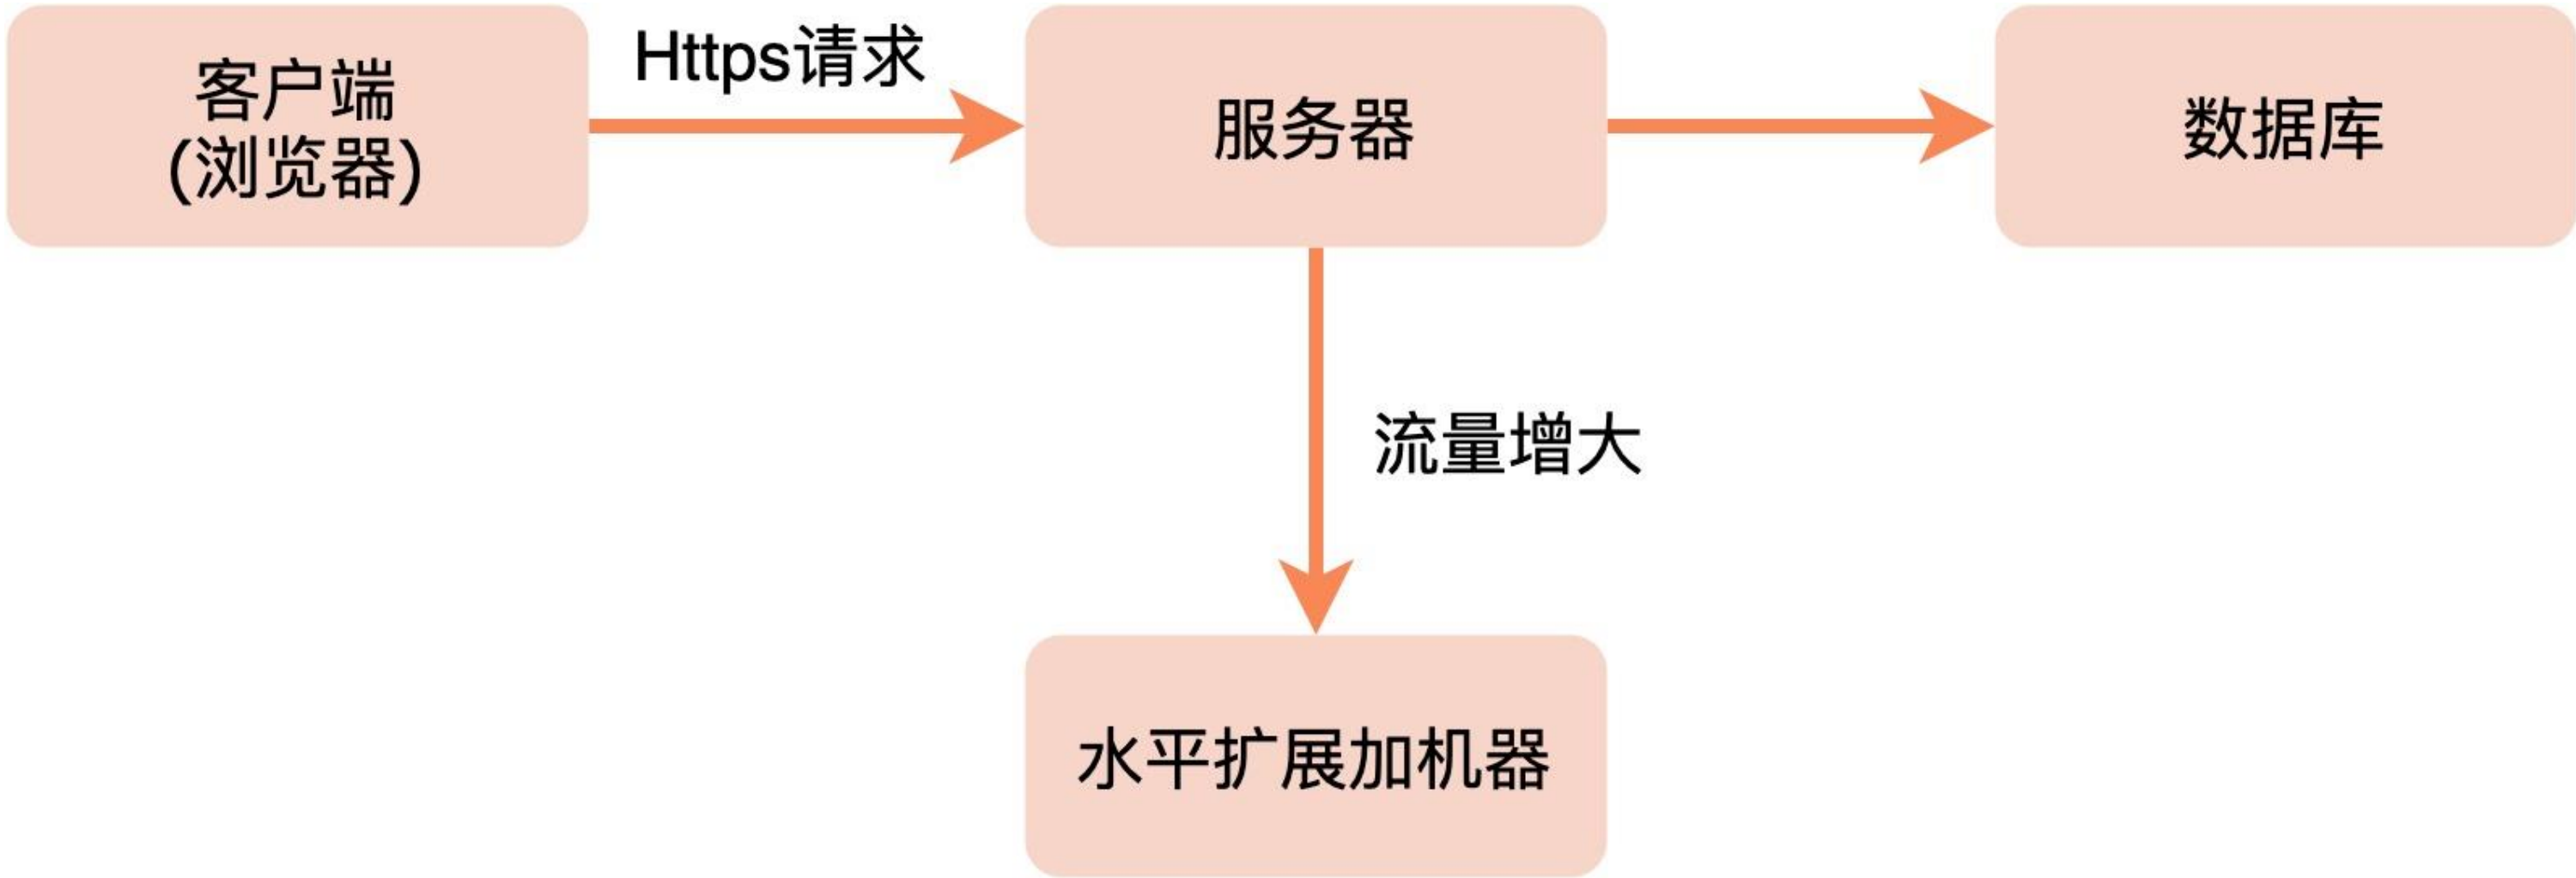 客户端
(浏览器)
Https请求
服务器
数据库
流量增大
水平扩展加机器